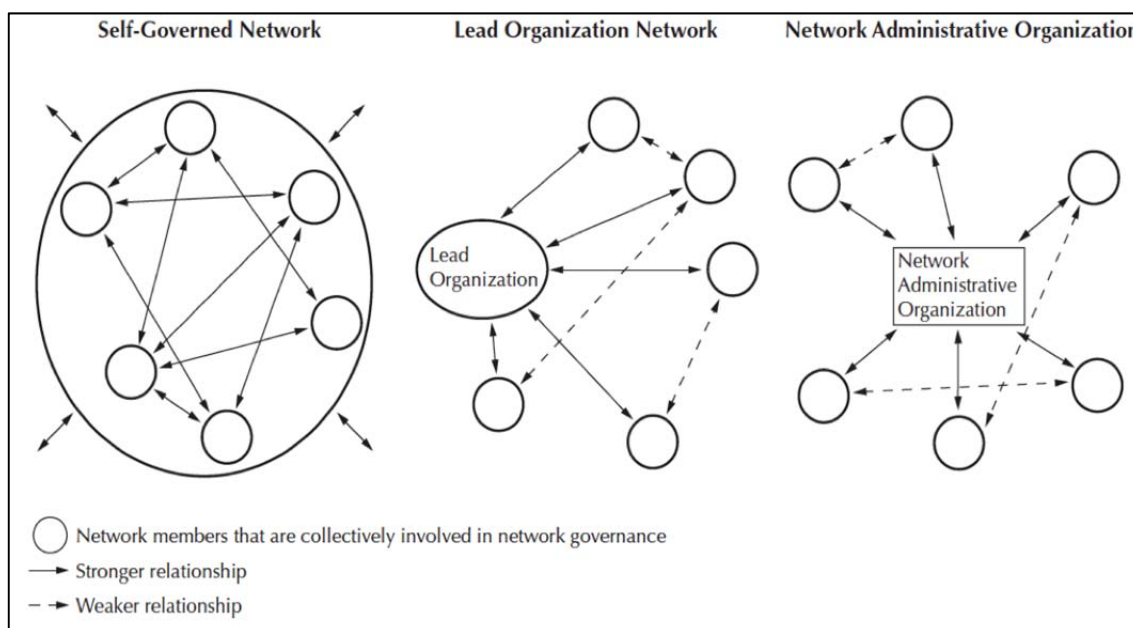 Self-Governed Network
Lead Organization Network
Network Administrative Organization
Lead
Organization
Network
Administrative
Organization
Network members that are collectively involved in network governance
Stronger relationship
Weaker relationship